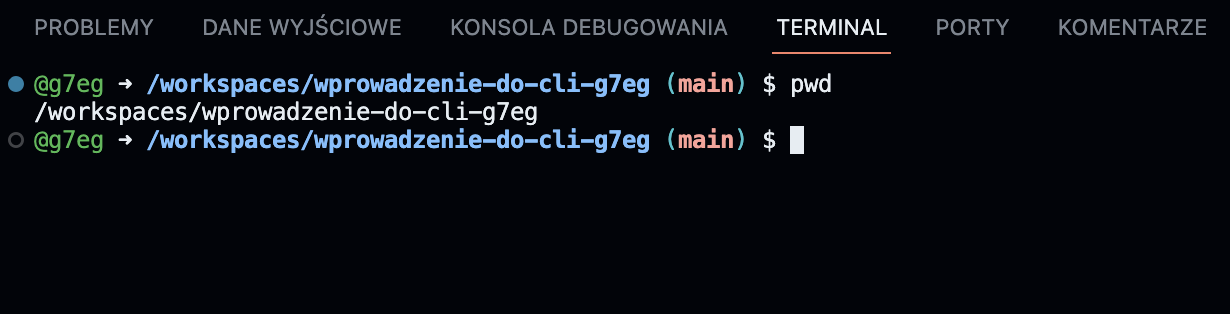 PROBLEMY DANE WYJŚCIOWE KONSOLA DEBUGOWANIA TERMINAL PORTY KOMENTARZE
@g7eg ➜ /workspaces/wprowadzenie-do-cli-g7eg (main) $ pwd
/workspaces/wprowadzenie-do-cli-g7eg
@g7eg ➜ /workspaces/wprowadzenie-do-cli-g7eg (main) $